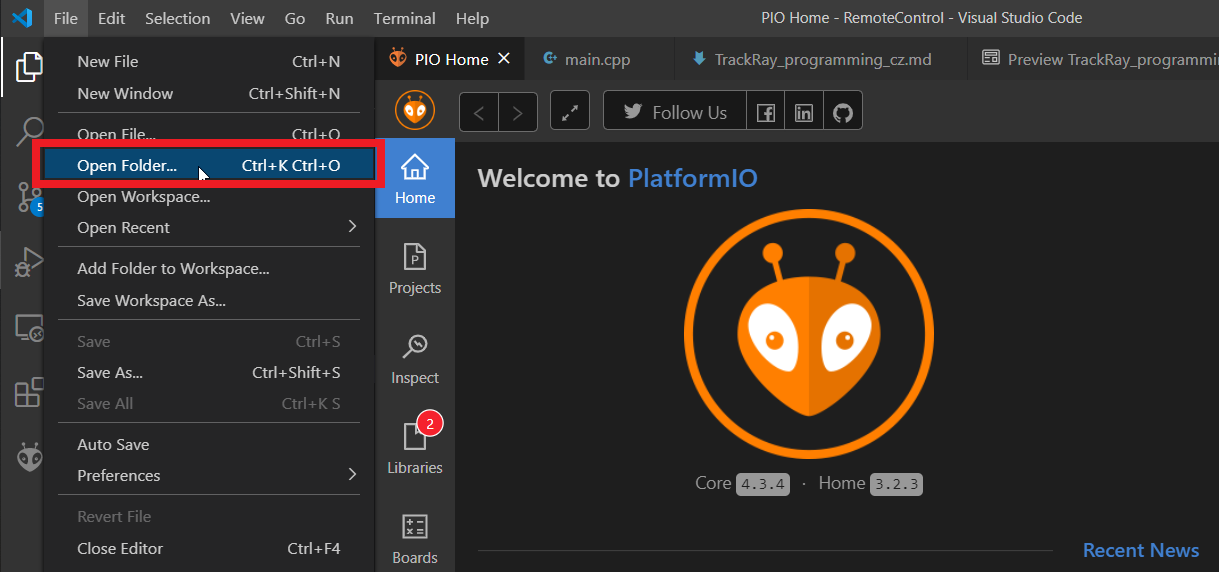 File Edit Selection View Go Run Terminal Help PIO Home - RemoteControl - Visual Studio Code
PIO Home main.cpp TrackRay_programming_cz.md Preview TrackRay_programmin
New File Ctrl+N
New Window Ctrl+Shift+N
Open File... Ctrl+O
Open Folder... Ctrl+K Ctrl+O
Open Workspace...
Open Recent
Add Folder to Workspace...
Save Workspace As...
Save Ctrl+S
Save As... Ctrl+Shift+S
Save All Ctrl+K S
Auto Save
Preferences
Revert File
Close Editor Ctrl+F4
5
Follow Us
Home
Projects
P
Inspect
2
Libraries
Boards
Welcome to PlatformIO
Core 4.3.4 · Home 3.2.3
Recent News